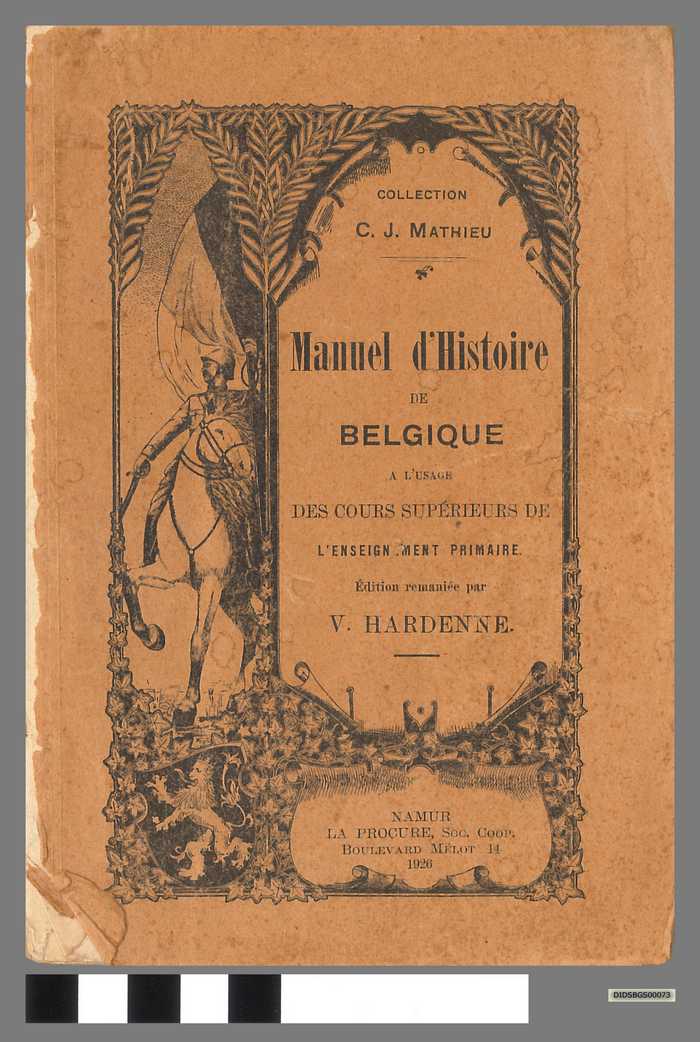 COLLECTION
C. J. MATHIEU
Manuel d'Histoire
DE
BELGIQUE
A L'USAGE
DES COURS SUPÉRIEURS DE
L'ENSEIGN.MENT PRIMAIRE.
Édition remaniée par
V. HARDENNE.
NAMUR
LA PROCURE, SOC. COOP.
BOULEVARD MÉLOT 14
1926
DIDSBGS00073